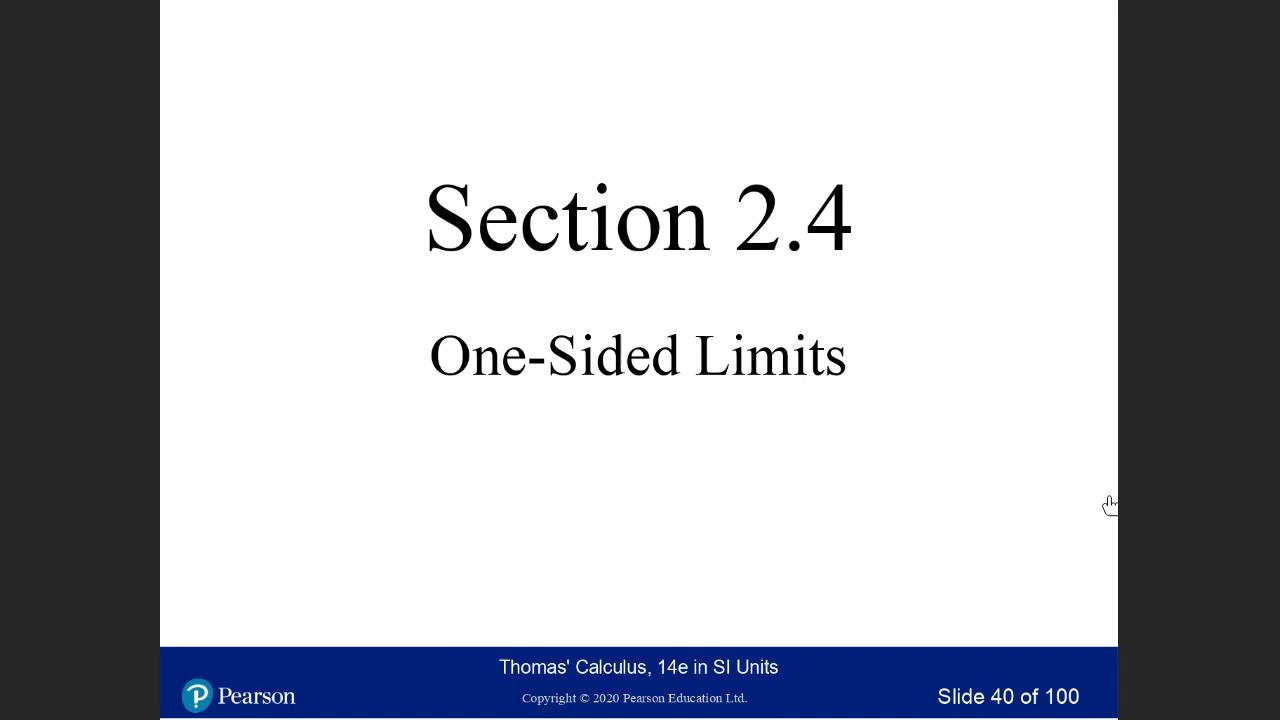 Section 2.4
One-Sided Limits
Thomas' Calculus, 14e in SI Units
Pearson
Copyright © 2020 Pearson Education Ltd.
Slide 40 of 100